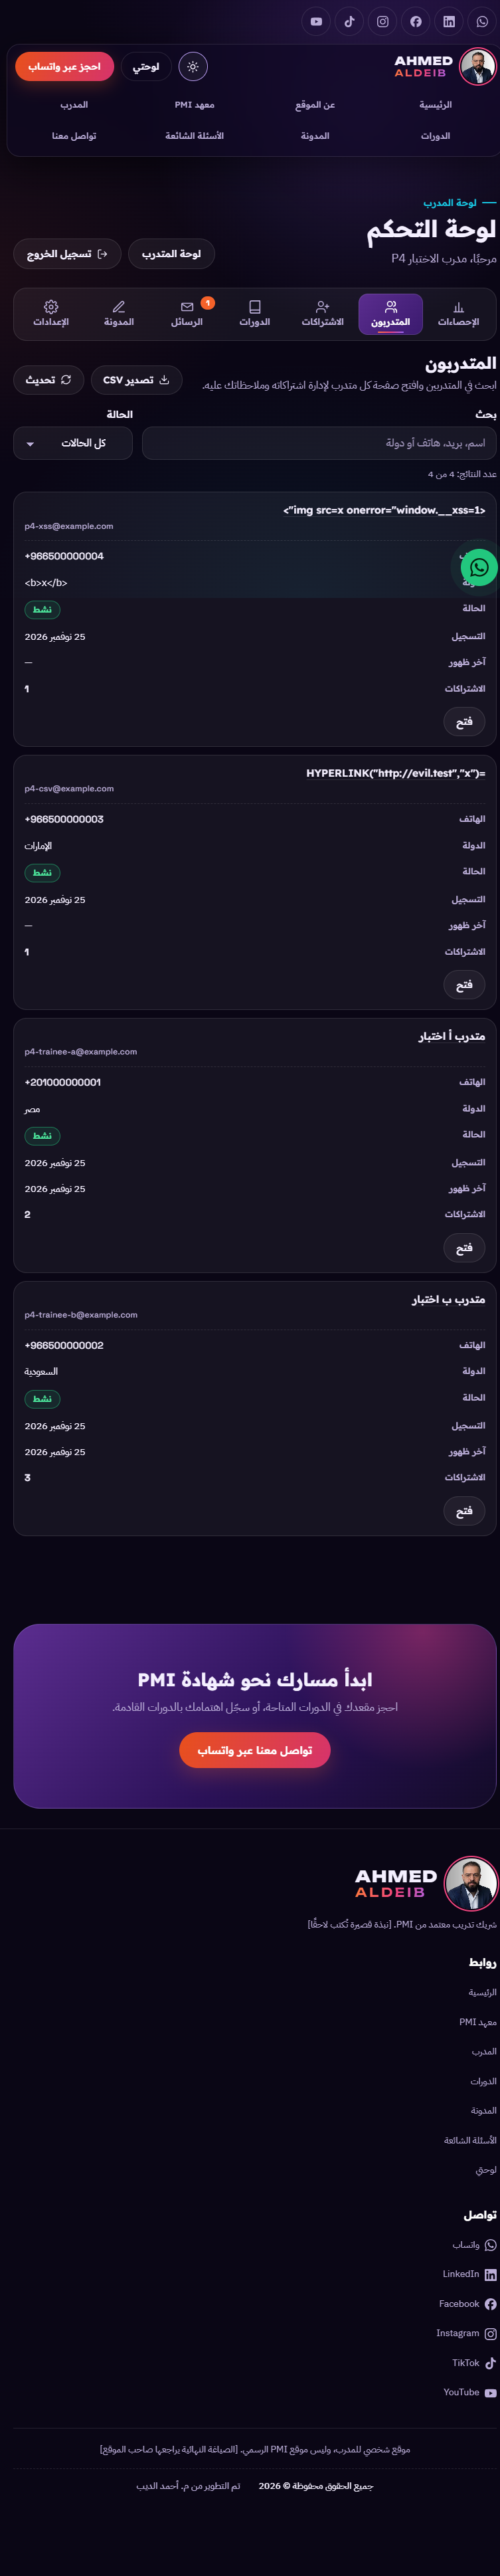 AHMED
ALDEIB
لوحتي
احجز عبر واتساب
الرئيسية
عن الموقع
معهد PMI
المدرب
الدورات
المدونة
الأسئلة الشائعة
تواصل معنا
لوحة المدرب
لوحة التحكم
مرحبًا، مدرب الاختبار P4
لوحة المتدرب
تسجيل الخروج
الإحصاءات
المتدربون
الاشتراكات
الدورات
الرسائل
1
المدونة
الإعدادات
المتدربون
ابحث في المتدربين وافتح صفحة كل متدرب لإدارة اشتراكاته وملاحظاتك عليه.
تصدير CSV
تحديث
بحث
اسم، بريد، هاتف أو دولة
الحالة
كل الحالات
عدد النتائج: 4 من 4
<img src=x onerror="window.__xss=1">
p4-xss@example.com
+966500000004
<b>x</b>
الحالة
نشط
التسجيل
25 نوفمبر 2026
آخر ظهور
—
الاشتراكات
1
فتح
=HYPERLINK("http://evil.test","x")
p4-csv@example.com
الهاتف
+966500000003
الدولة
الإمارات
الحالة
نشط
التسجيل
25 نوفمبر 2026
آخر ظهور
—
الاشتراكات
1
فتح
متدرب أ اختبار
p4-trainee-a@example.com
الهاتف
+201000000001
الدولة
مصر
الحالة
نشط
التسجيل
25 نوفمبر 2026
آخر ظهور
25 نوفمبر 2026
الاشتراكات
2
فتح
متدرب ب اختبار
p4-trainee-b@example.com
الهاتف
+966500000002
الدولة
السعودية
الحالة
نشط
التسجيل
25 نوفمبر 2026
آخر ظهور
25 نوفمبر 2026
الاشتراكات
3
فتح
ابدأ مسارك نحو شهادة PMI
احجز مقعدك في الدورات المتاحة، أو سجّل اهتمامك بالدورات القادمة.
تواصل معنا عبر واتساب
AHMED
ALDEIB
شريك تدريب معتمد من PMI. [نبذة قصيرة تُكتب لاحقًا]
روابط
الرئيسية
معهد PMI
المدرب
الدورات
المدونة
الأسئلة الشائعة
لوحتي
تواصل
واتساب
LinkedIn
Facebook
Instagram
TikTok
YouTube
موقع شخصي للمدرب، وليس موقع PMI الرسمي. [الصياغة النهائية يراجعها صاحب الموقع]
جميع الحقوق محفوظة © 2026
تم التطوير من م. أحمد الديب